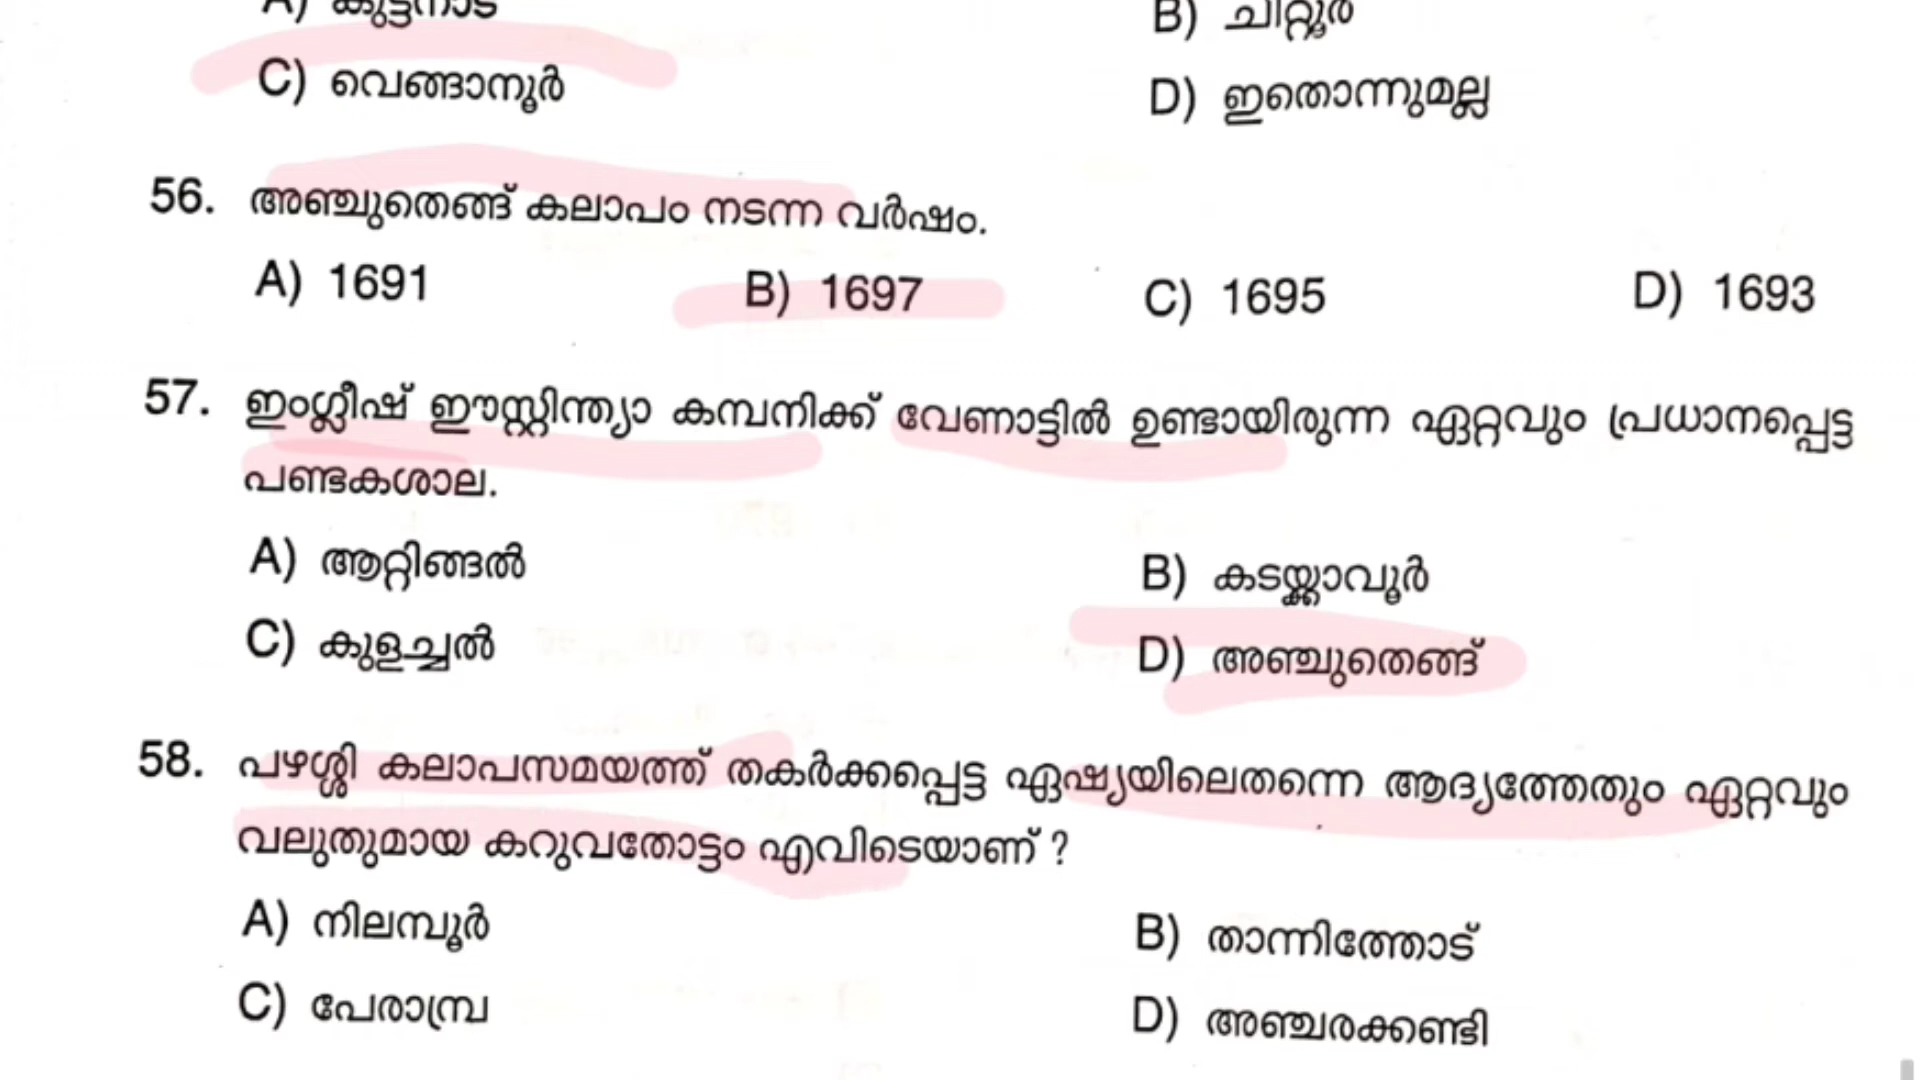 A) കുട്ടനാട് B) ചിറ്റൂർ
C) വെങ്ങാനൂർ D) ഇതൊന്നുമല്ല
56. അഞ്ചുതെങ്ങ് കലാപം നടന്ന വർഷം.
A) 1691 B) 1697 C) 1695 D) 1693
57. ഇംഗ്ലീഷ് ഈസ്റ്റിന്ത്യാ കമ്പനിക്ക് വേണാട്ടിൽ ഉണ്ടായിരുന്ന ഏറ്റവും പ്രധാനപ്പെട്ട
പണ്ടകശാല.
A) ആറ്റിങ്ങൽ B) കടയ്ക്കാവൂർ
C) കുളച്ചൽ D) അഞ്ചുതെങ്ങ്
58. പഴശ്ശി കലാപസമയത്ത് തകർക്കപ്പെട്ട ഏഷ്യയിലെതന്നെ ആദ്യത്തേതും ഏറ്റവും
വലുതുമായ കറുവതോട്ടം എവിടെയാണ് ?
A) നിലമ്പൂർ B) താന്നിത്തോട്
C) പേരാമ്പ്ര D) അഞ്ചരക്കണ്ടി